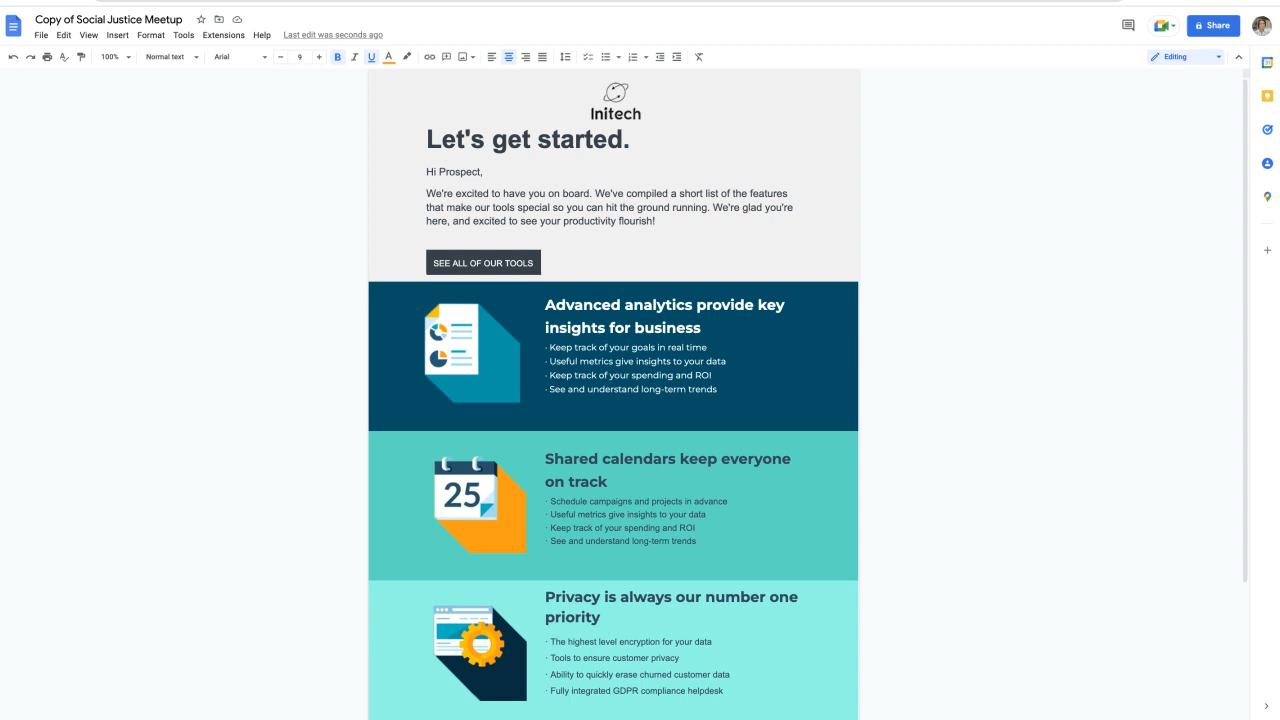 Copy of Social Justice Meetup
File Edit View Insert Format Tools Extensions Help Last edit was seconds ago
Share
100% Normal text Arial 9 B I U A
Editing
Initech
Let's get started.
Hi Prospect,
We're excited to have you on board. We've compiled a short list of the features
that make our tools special so you can hit the ground running. We're glad you're
here, and excited to see your productivity flourish!
SEE ALL OF OUR TOOLS
Advanced analytics provide key
insights for business
· Keep track of your goals in real time
· Useful metrics give insights to your data
· Keep track of your spending and ROI
· See and understand long-term trends
25
Shared calendars keep everyone
on track
· Schedule campaigns and projects in advance
· Useful metrics give insights to your data
· Keep track of your spending and ROI
· See and understand long-term trends
Privacy is always our number one
priority
· The highest level encryption for your data
· Tools to ensure customer privacy
· Ability to quickly erase churned customer data
· Fully integrated GDPR compliance helpdesk